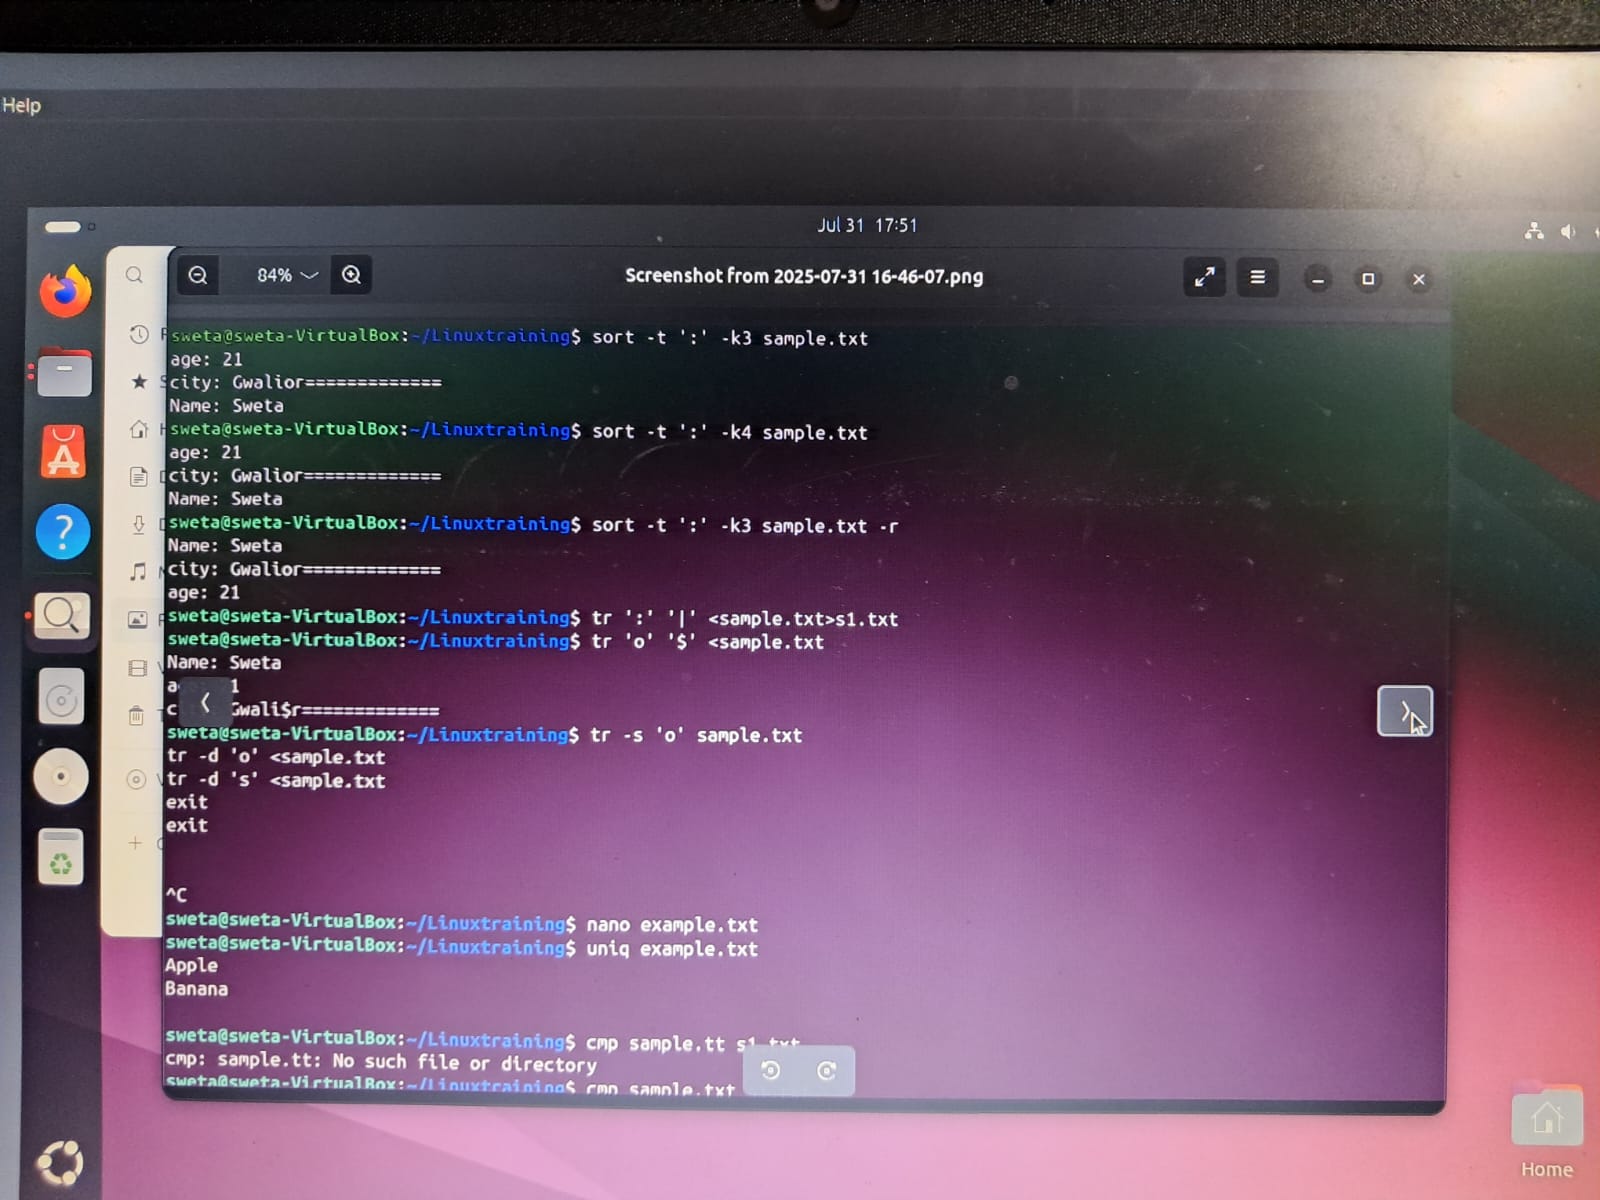 Help
Jul 31 17:51
84%
Screenshot from 2025-07-31 16-46-07.png
sweta@sweta-VirtualBox:~/Linuxtraining$ sort -t ':' -k3 sample.txt
age: 21
city: Gwalior=============
Name: Sweta
sweta@sweta-VirtualBox:~/Linuxtraining$ sort -t ':' -k4 sample.txt
age: 21
city: Gwalior=============
Name: Sweta
sweta@sweta-VirtualBox:~/Linuxtraining$ sort -t ':' -k3 sample.txt -r
Name: Sweta
city: Gwalior=============
age: 21
sweta@sweta-VirtualBox:~/Linuxtraining$ tr ':' '|' <sample.txt>s1.txt
sweta@sweta-VirtualBox:~/Linuxtraining$ tr 'o' '$' <sample.txt
Name: Sweta
a 1
c Gwali$r=============
sweta@sweta-VirtualBox:~/Linuxtraining$ tr -s 'o' sample.txt
tr -d 'o' <sample.txt
tr -d 's' <sample.txt
exit
exit
^C
sweta@sweta-VirtualBox:~/Linuxtraining$ nano example.txt
sweta@sweta-VirtualBox:~/Linuxtraining$ uniq example.txt
Apple
Banana
sweta@sweta-VirtualBox:~/Linuxtraining$ cmp sample.tt s1.txt
cmp: sample.tt: No such file or directory
sweta@sweta-VirtualBox:~/Linuxtraining$ cmp sample.txt
Home